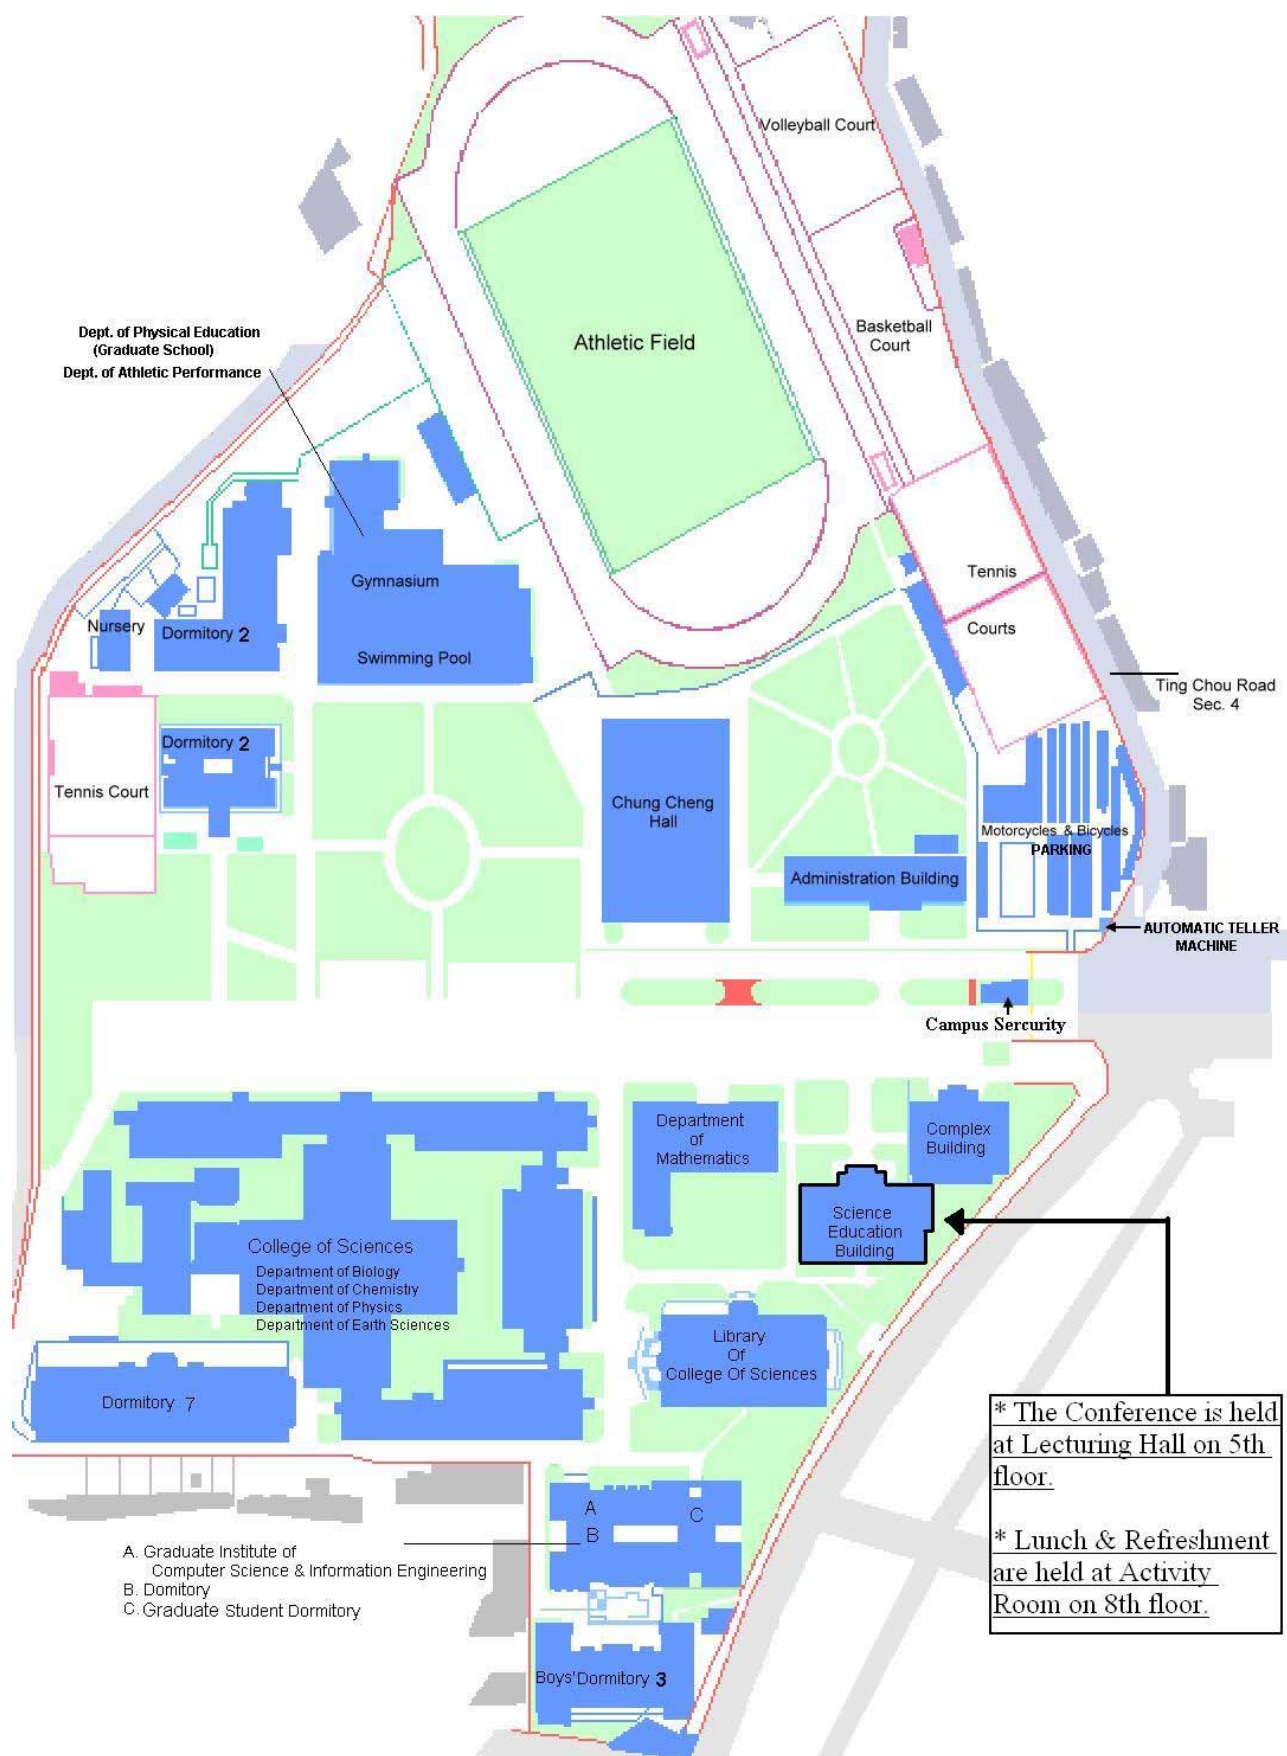 Volleyball Court
Dept. of Physical Education
(Graduate School)
Dept. of Athletic Performance
Athletic Field
Basketball
Court
Gymnasium
Swimming Pool
Nursery
Dormitory 2
Tennis
Courts
Ting Chou Road
Sec. 4
Dormitory 2
Tennis Court
Chung Cheng
Hall
Motorcycles & Bicycles
PARKING
Administration Building
AUTOMATIC TELLER
MACHINE
Campus Sercurity
Department
of
Mathematics
Complex
Building
Science
Education
Building
College of Sciences
Department of Biology
Department of Chemistry
Department of Physics
Department of Earth Sciences
Library
Of
College Of Sciences
Dormitory 7
* The Conference is held
at Lecturing Hall on 5th
floor.
* Lunch & Refreshment
are held at Activity
Room on 8th floor.
A
B
C
A. Graduate Institute of
Computer Science & Information Engineering
B. Domitory
C. Graduate Student Dormitory
Boys'Dormitory 3